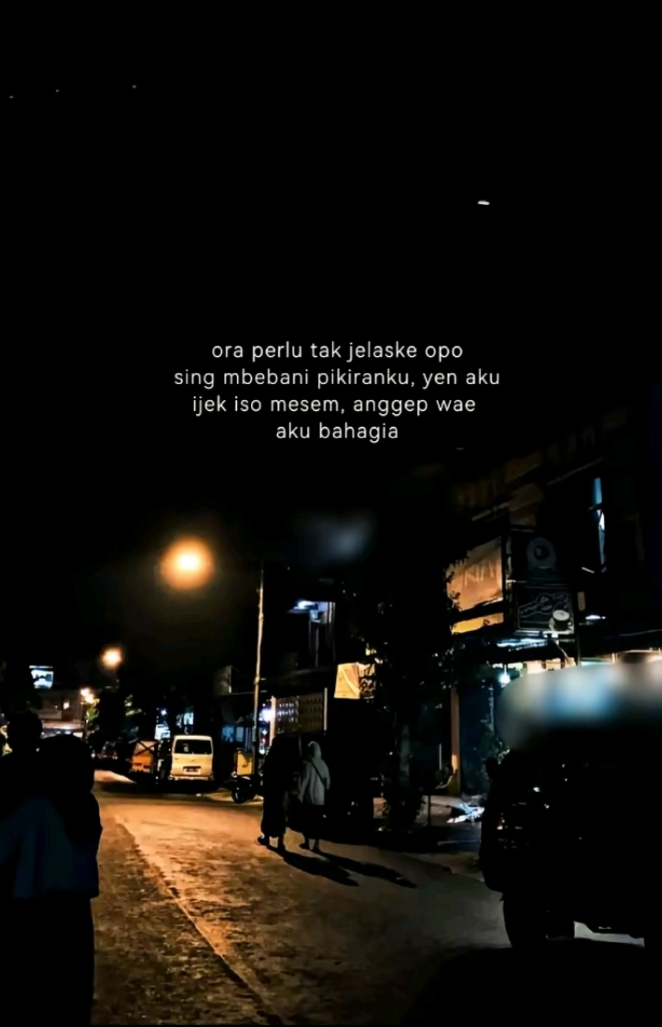 ora perlu tak jelaske opo
sing mbebani pikiranku, yen aku
ijek iso mesem, anggep wae
aku bahagia